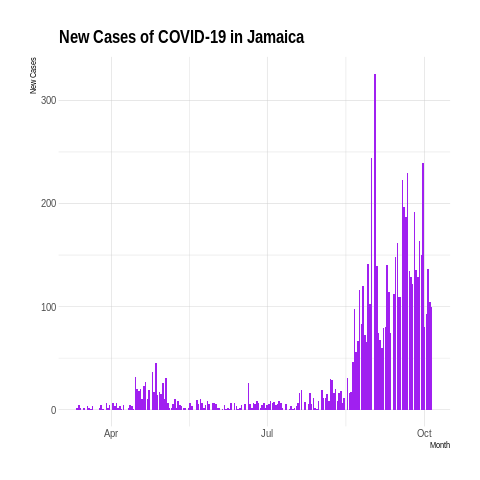 New Cases of COVID-19 in Jamaica
New Cases
300
200
100
0
Apr
Jul
Oct
Month